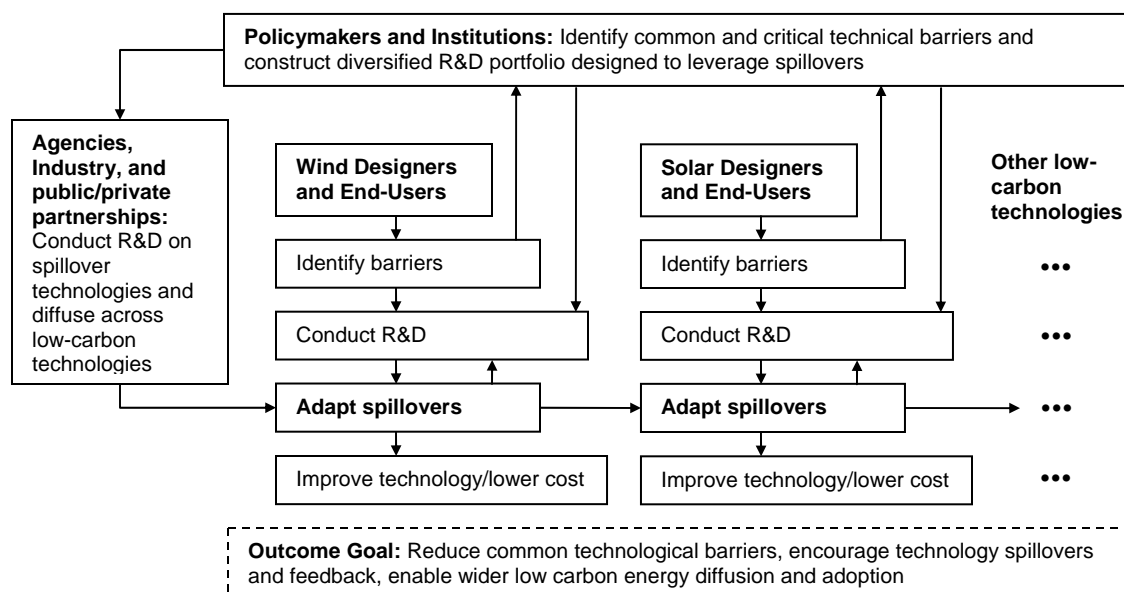 Policymakers and Institutions: Identify common and critical technical barriers and
construct diversified R&D portfolio designed to leverage spillovers
Agencies,
Industry, and
public/private
partnerships:
Conduct R&D on
spillover
technologies and
diffuse across
low-carbon
technologies
Wind Designers
and End-Users
Identify barriers
Conduct R&D
Adapt spillovers
Improve technology/lower cost
Solar Designers
and End-Users
Identify barriers
Conduct R&D
Adapt spillovers
Improve technology/lower cost
Other low-
carbon
technologies
•••
•••
•••
•••
Outcome Goal: Reduce common technological barriers, encourage technology spillovers
and feedback, enable wider low carbon energy diffusion and adoption